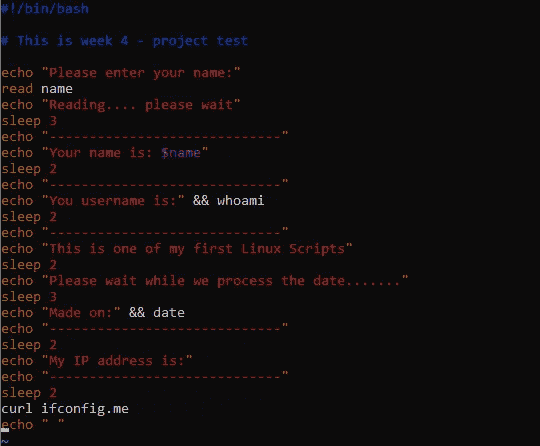 #!/bin/bash
# This is week 4 - project test
echo "Please enter your name:"
read name
echo "Reading.... please wait"
sleep 3
echo "-----------------------------"
echo "Your name is: $name"
sleep 2
echo "-----------------------------"
echo "You username is:" && whoami
sleep 2
echo "-----------------------------"
echo "This is one of my first Linux Scripts"
sleep 2
echo "Please wait while we process the date......."
sleep 3
echo "Made on:" && date
echo "-----------------------------"
sleep 2
echo "My IP address is:"
echo "-----------------------------"
sleep 2
curl ifconfig.me
echo " "
~